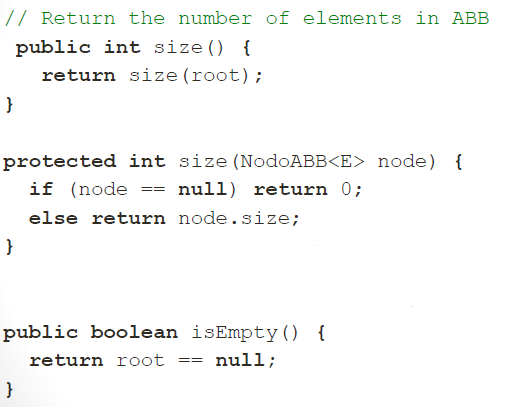 // Return the number of elements in ABB
public int size() {
return size(root);
}
protected int size(NodoABB<E> node) {
if (node == null) return 0;
else return node.size;
}
public boolean isEmpty() {
return root == null;
}